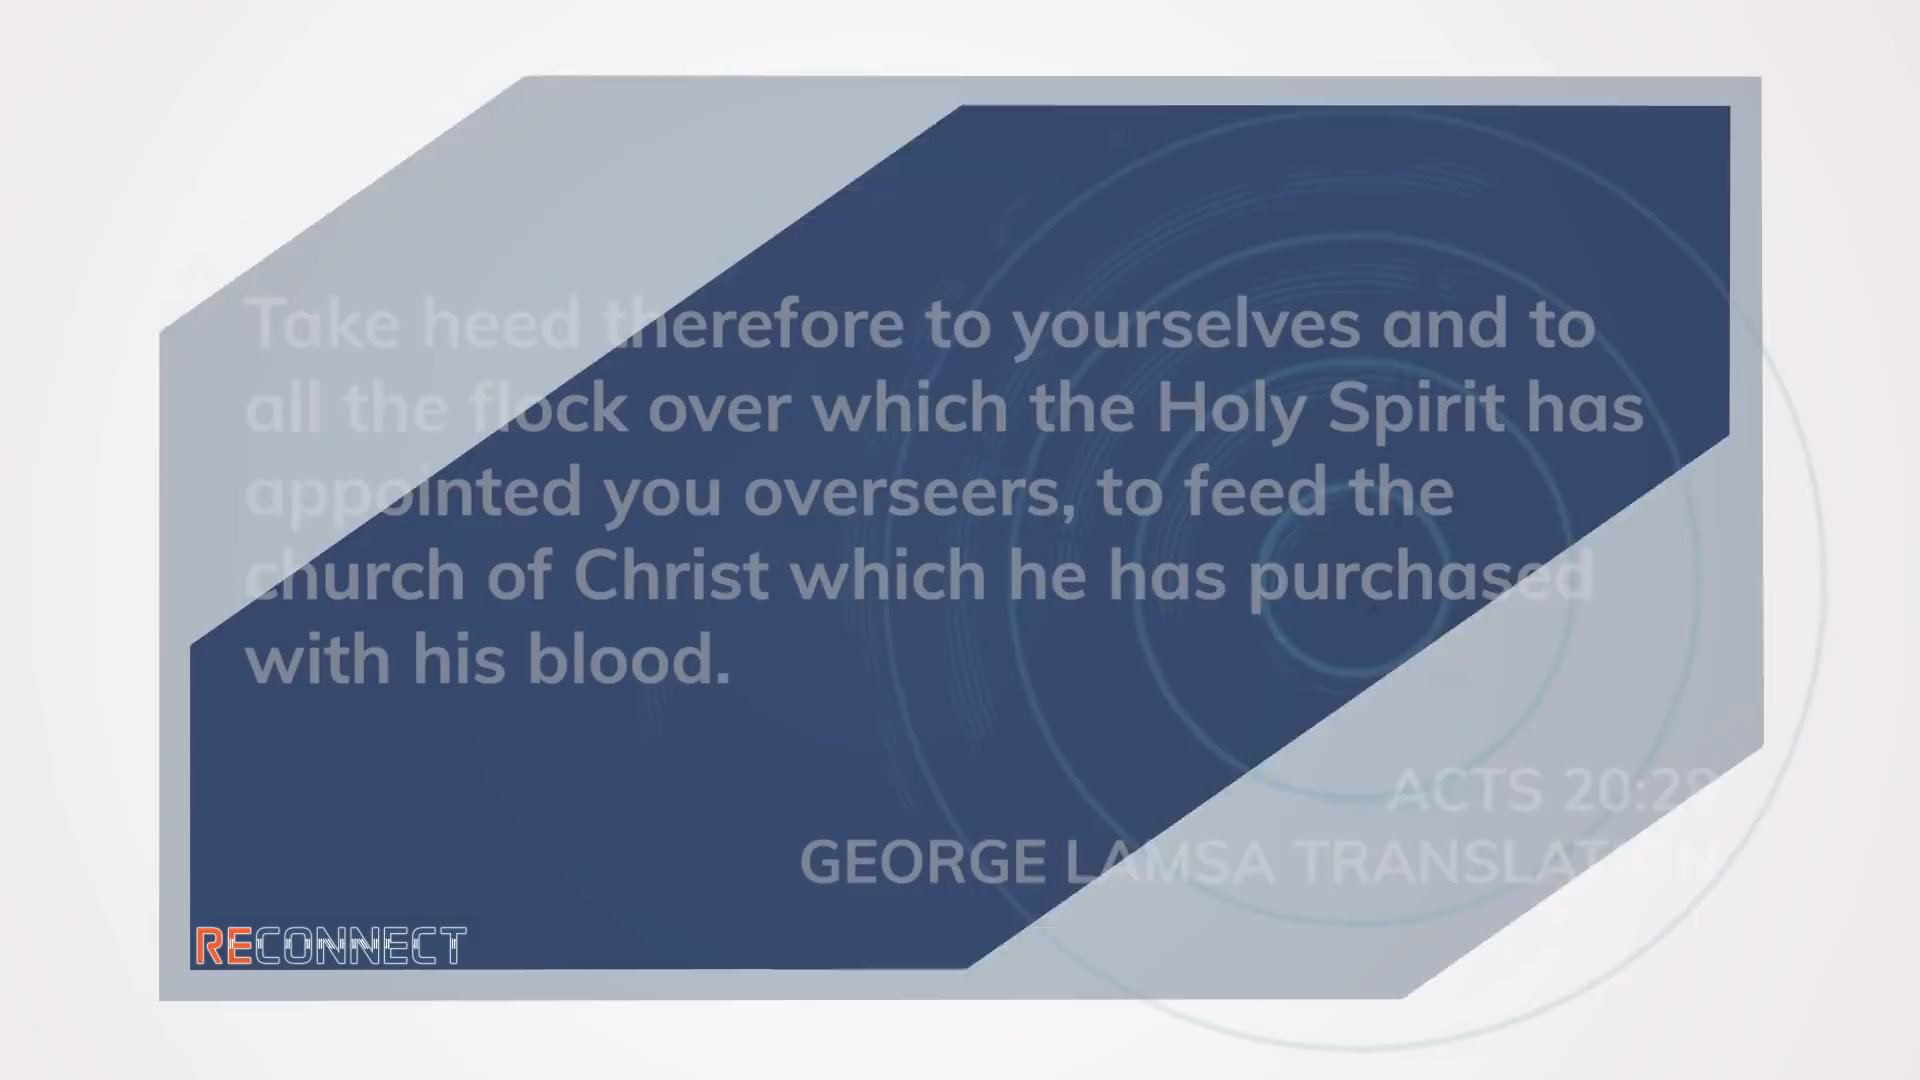 Take heed therefore to yourselves and to
all the flock over which the Holy Spirit has
appointed you overseers, to feed the
church of Christ which he has purchased
with his blood.
ACTS 20:28
GEORGE LAMSA TRANSLATION
RECONNECT